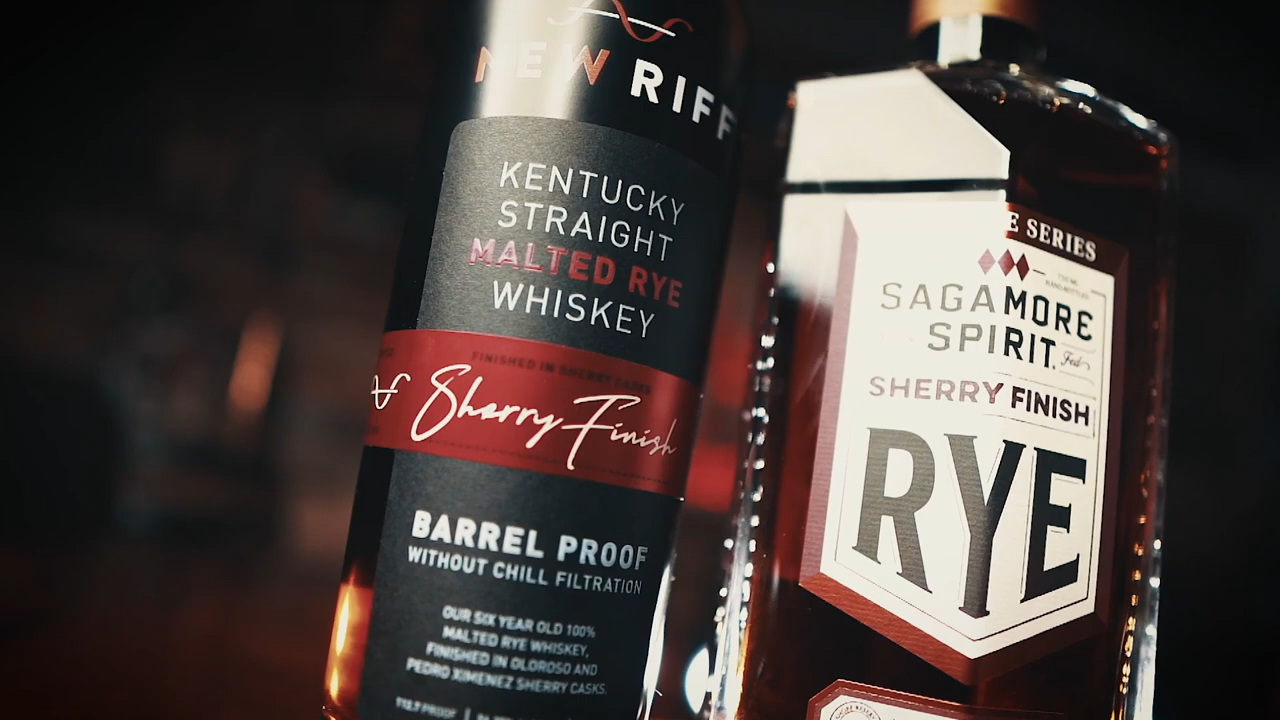 NEW RIFF
KENTUCKY
STRAIGHT
MALTED RYE
WHISKEY
FINISHED IN SHERRY CASKS
Sherry Finish
BARREL PROOF
WITHOUT CHILL FILTRATION
OUR SIX YEAR OLD 100%
MALTED RYE WHISKEY,
FINISHED IN OLOROSO AND
PEDRO XIMENEZ SHERRY CASKS.
PROOF
E SERIES
SAGAMORE
SPIRIT.
SHERRY FINISH
RYE